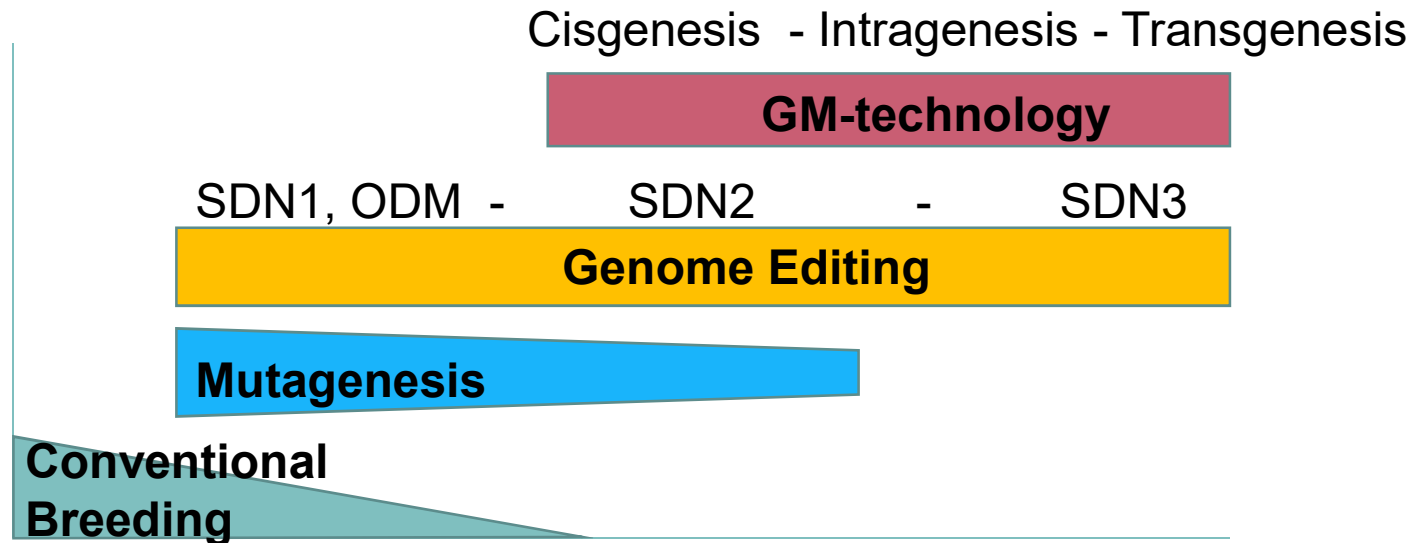 Cisgenesis - Intragenesis - Transgenesis
GM-technology
SDN1, ODM - SDN2 - SDN3
Genome Editing
Mutagenesis
Conventional
Breeding